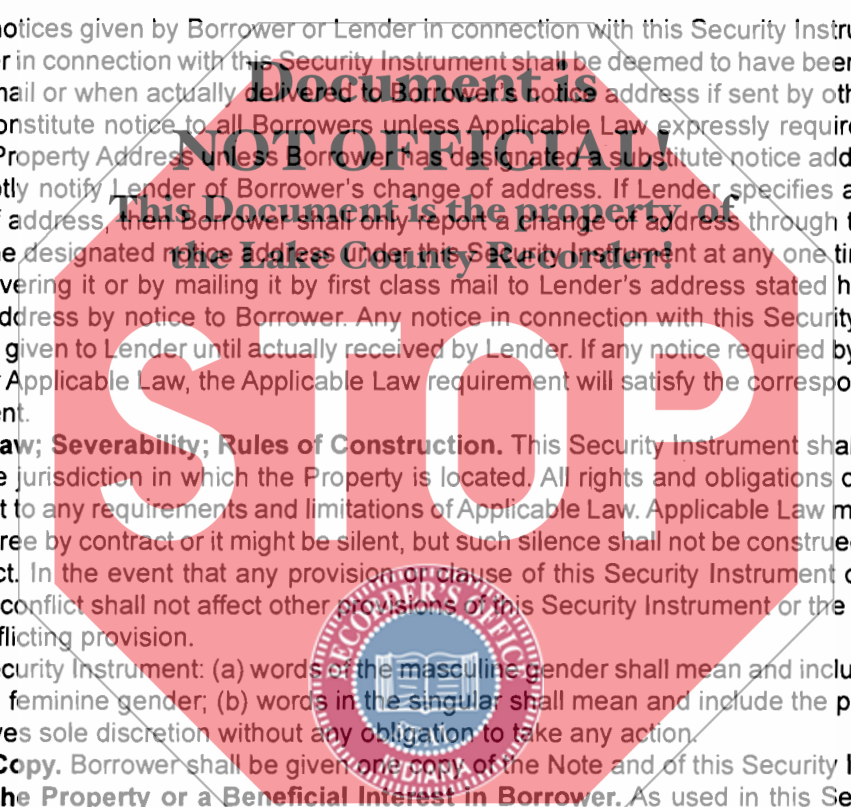 notices given by Borrower or Lender in connection with this Security Instru
r in connection with this Security Instrument shall be deemed to have been
Document is
nail or when actually delivered to Borrower's notice address if sent by oth
onstitute notice to all Borrowers unless Applicable Law expressly require
NOT OFFICIAL!
Property Address unless Borrower has designated a substitute notice add
tly notify Lender of Borrower's change of address. If Lender specifies a
This Document is the property of
f address, then Borrower shall only report a change of address through t
the Lake County Recorder!
e designated notice address under this Security Instrument at any one tim
vering it or by mailing it by first class mail to Lender's address stated h
ddress by notice to Borrower. Any notice in connection with this Security
given to Lender until actually received by Lender. If any notice required by
Applicable Law, the Applicable Law requirement will satisfy the correspo
ent.
STOP
aw; Severability; Rules of Construction. This Security Instrument shal
e jurisdiction in which the Property is located. All rights and obligations c
t to any requirements and limitations of Applicable Law. Applicable Law m
ree by contract or it might be silent, but such silence shall not be construe
ct. In the event that any provision or clause of this Security Instrument c
conflict shall not affect other provisions of this Security Instrument or the
flicting provision.
RECORDER'S OFFICE
curity Instrument: (a) words of the masculine gender shall mean and inclu
feminine gender; (b) words in the singular shall mean and include the p
ves sole discretion without any obligation to take any action.
INDIANA
Copy. Borrower shall be given one copy of the Note and of this Security I
he Property or a Beneficial Interest in Borrower. As used in this Se